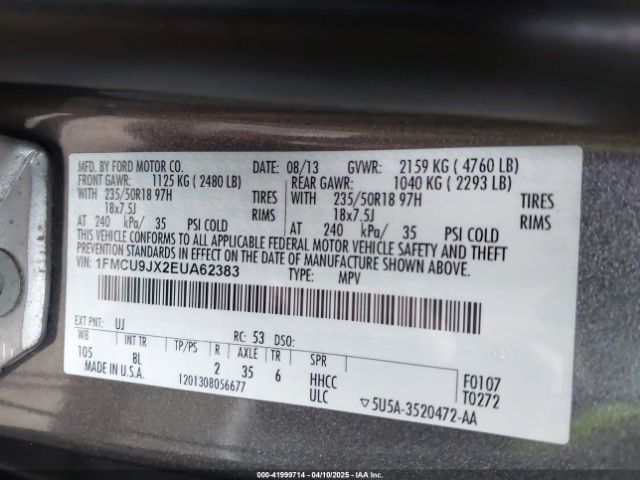 MFD. BY FORD MOTOR CO. DATE: 08/13 GVWR: 2159 KG ( 4760 LB)
FRONT GAWR: 1125 KG ( 2480 LB) REAR GAWR: 1040 KG ( 2293 LB)
WITH 235/50R18 97H TIRES WITH 235/50R18 97H TIRES
18x7.5J RIMS 18x7.5J RIMS
AT 240 kPa/ 35 PSI COLD AT 240 kPa/ 35 PSI COLD
THIS VEHICLE CONFORMS TO ALL APPLICABLE FEDERAL MOTOR VEHICLE SAFETY AND THEFT
PREVENTION STANDARDS IN EFFECT ON THE DATE OF MANUFACTURE SHOWN ABOVE.
VIN: 1FMCU9JX2EUA62383 TYPE: MPV
EXT PNT: UJ RC: 53 DSO:
WB INT TR TP/PS R AXLE TR SPR
105 8L 2 35 6 HHCC F0107
MADE IN U.S.A. 1201308056677 ULC T0272
▽5U5A-3520472-AA
000-41999714 - 04/10/2025 - IAAI.COM